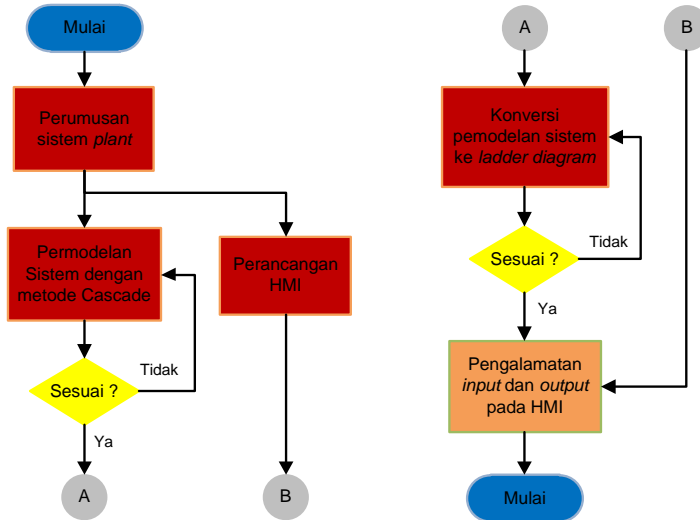 Mulai
Perumusan
sistem plant
Permodelan
Sistem dengan
metode Cascade
Perancangan
HMI
Tidak
Sesuai ?
Ya
A
B
A
B
Konversi
pemodelan sistem
ke ladder diagram
Tidak
Sesuai ?
Ya
Pengalamatan
input dan output
pada HMI
Mulai